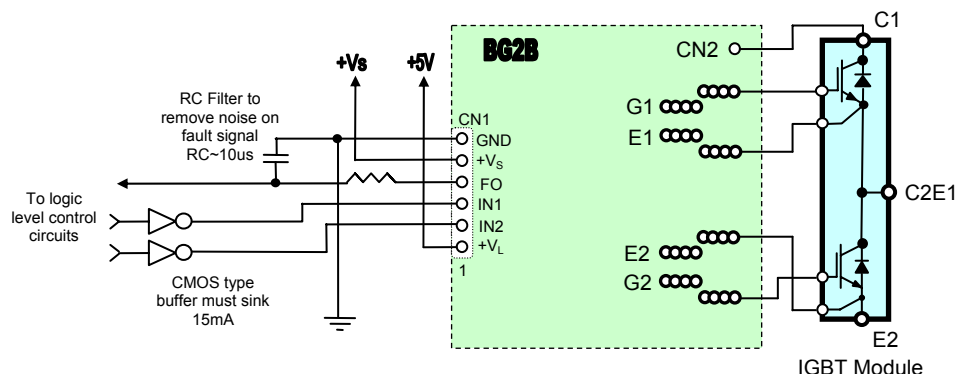 C1
BG2B
CN2
+Vs
+5V
RC Filter to
remove noise on
fault signal
RC~10us
G1
E1
CN1
GND
+VS
FO
IN1
IN2
+VL
1
To logic
level control
circuits
C2E1
E2
G2
CMOS type
buffer must sink
15mA
E2
IGBT Module